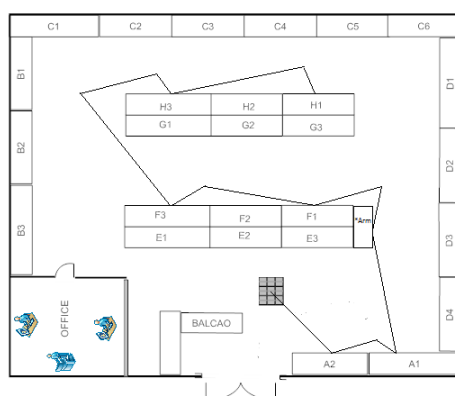 C1 C2 C3 C4 C5 C6
B1
D1
H3 H2 H1
G1 G2 G3
B2
D2
B3
F3 F2 F1
*Arm
E1 E2 E3
D3
OFFICE
BALCAO
D4
A2 A1